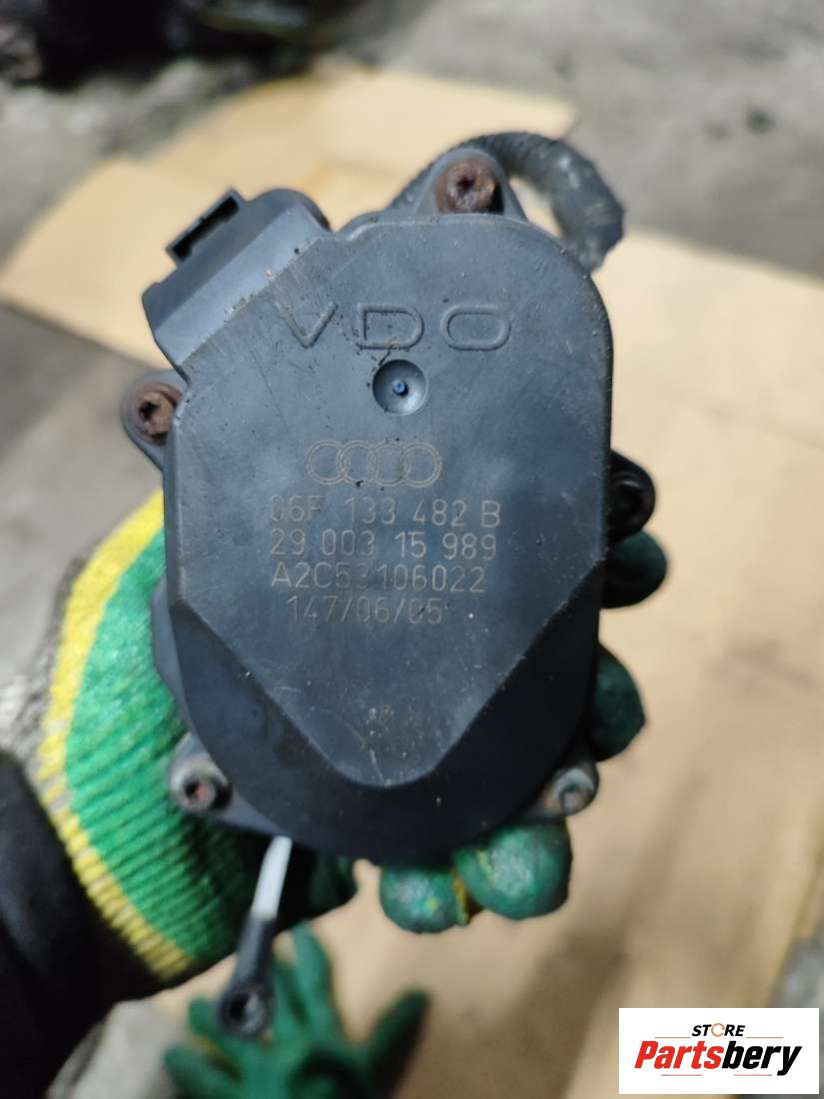 VDO
06F 133 482 B
29 003 15 989
A2C53106022
147/06/05
STORE
Partsbery